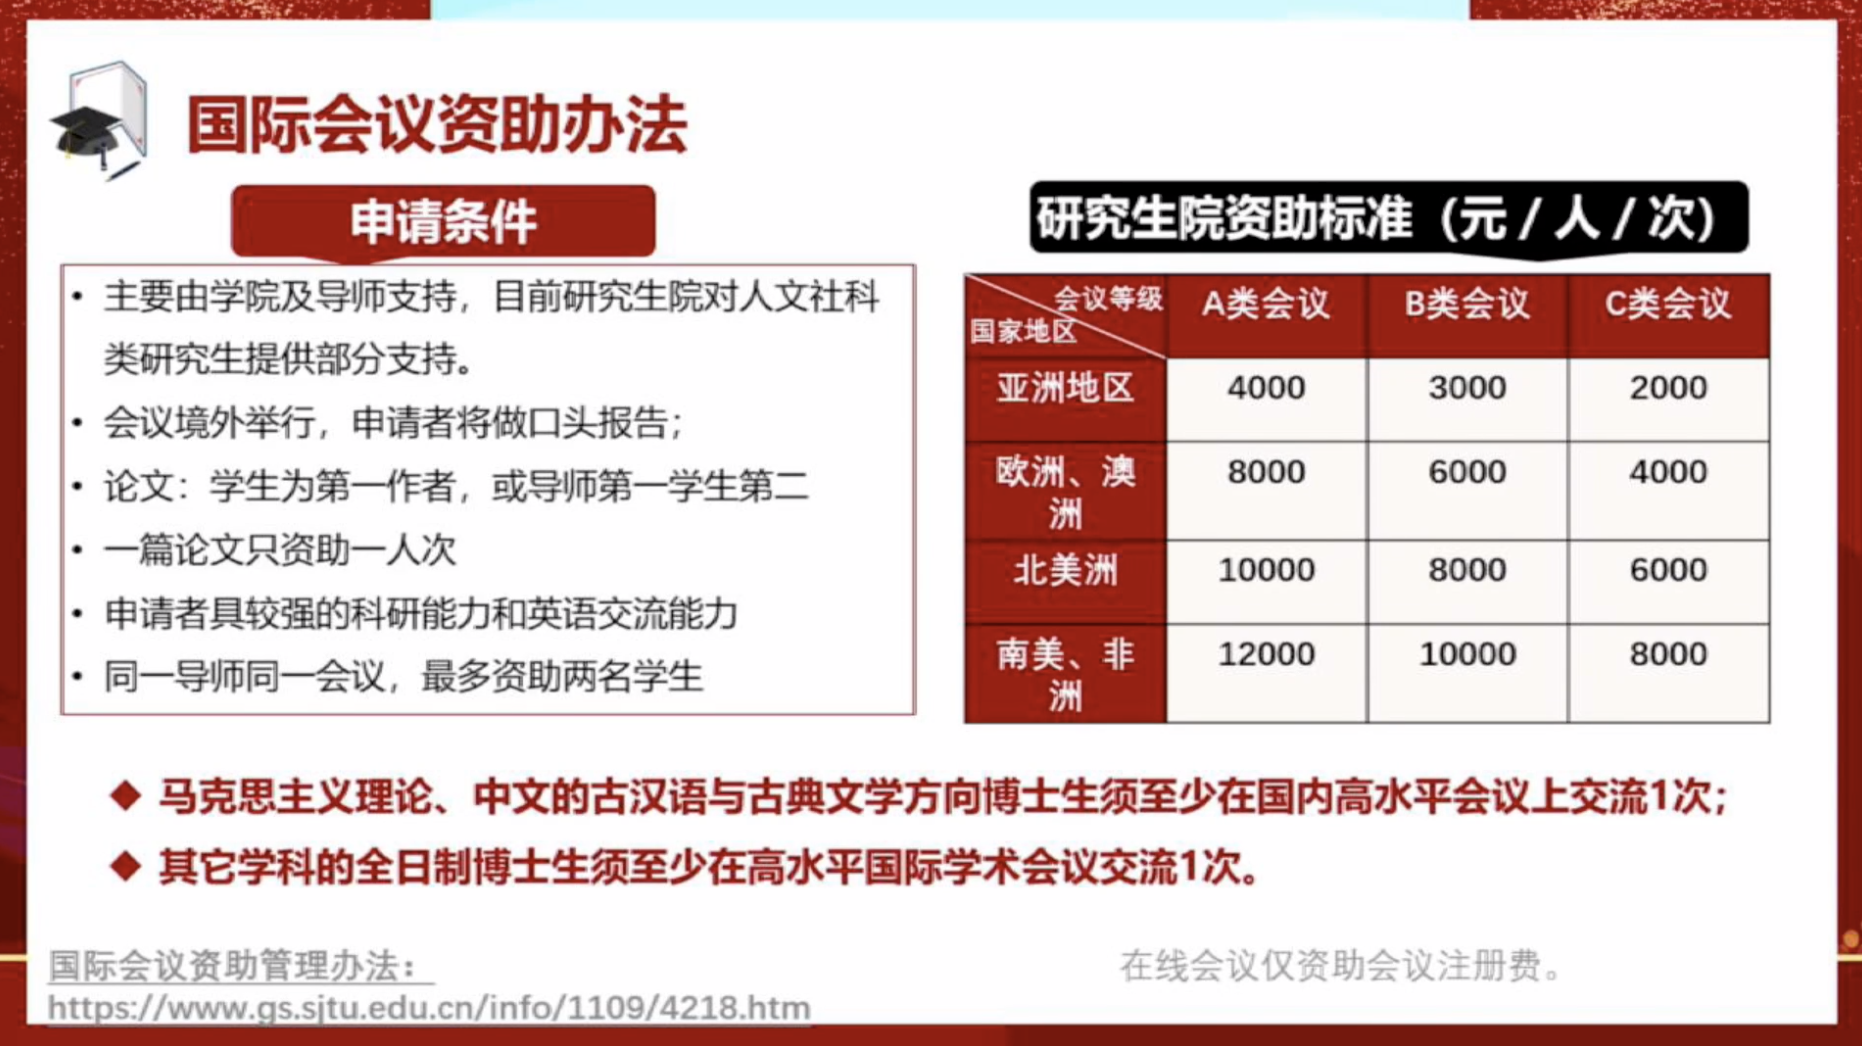 国际会议资助办法
申请条件
• 主要由学院及导师支持，目前研究生院对人文社科
类研究生提供部分支持。
• 会议境外举行，申请者将做口头报告；
• 论文：学生为第一作者，或导师第一学生第二
• 一篇论文只资助一人次
• 申请者具较强的科研能力和英语交流能力
• 同一导师同一会议，最多资助两名学生
研究生院资助标准（元 / 人 / 次）
会议等级 国家地区 A类会议 B类会议 C类会议
亚洲地区 4000 3000 2000
欧洲、澳 8000 6000 4000
洲
北美洲 10000 8000 6000
南美、非 12000 10000 8000
洲
◆ 马克思主义理论、中文的古汉语与古典文学方向博士生须至少在国内高水平会议上交流1次；
◆ 其它学科的全日制博士生须至少在高水平国际学术会议交流1次。
国际会议资助管理办法：
https://www.gs.sjtu.edu.cn/info/1109/4218.htm
在线会议仅资助会议注册费。